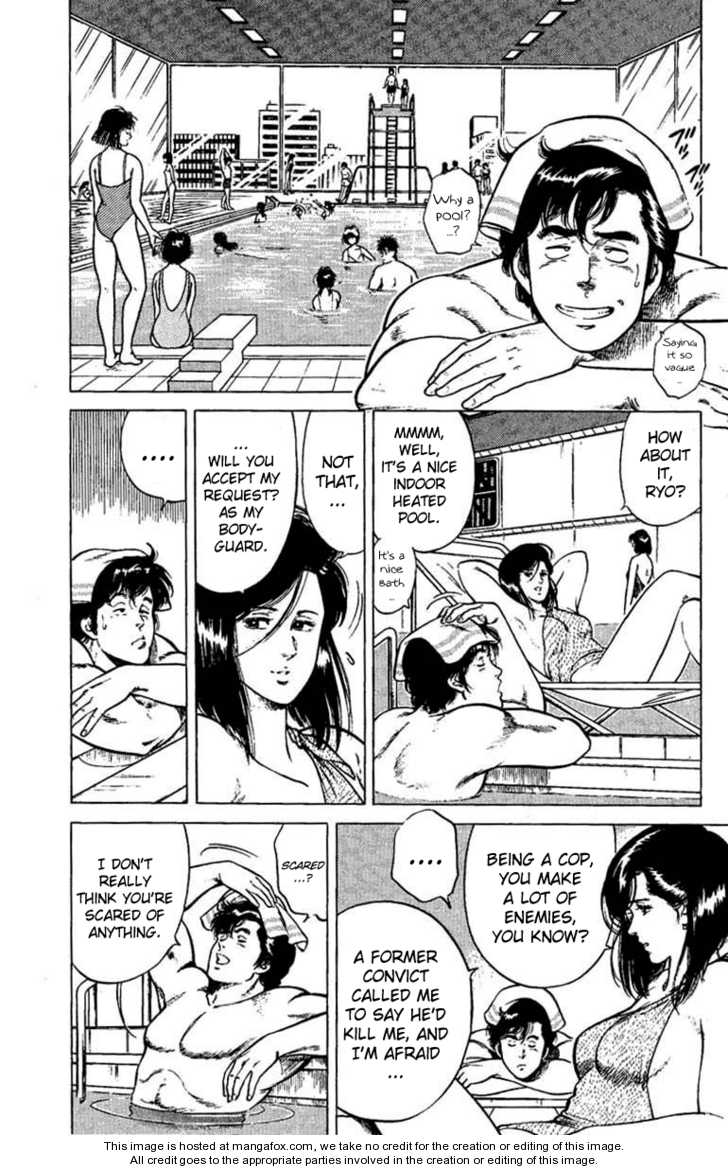 Why a
pool?
...?
Saying
it so
vague
...
HOW
ABOUT
IT,
RYO?
MMMM,
WELL,
IT'S A NICE
INDOOR
HEATED
POOL.
It's a
nice
bath
...
NOT
THAT,
...
...
WILL YOU
ACCEPT MY
REQUEST?
AS MY
BODY-
GUARD.
....
BEING A COP,
YOU MAKE
A LOT OF
ENEMIES,
YOU KNOW?
....
A FORMER
CONVICT
CALLED ME
TO SAY HE'D
KILL ME, AND
I'M AFRAID
...
SCARED
...?
I DON'T
REALLY
THINK YOU'RE
SCARED OF
ANYTHING.
This image is hosted at mangafox.com, we take no credit for the creation or editing of this image.
All credit goes to the appropriate parties involved in the creation of this image.